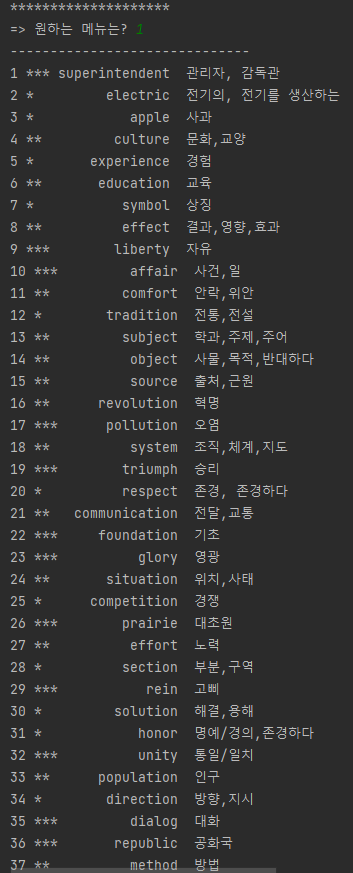 ********************
=> 원하는 메뉴는? 1
------------------------------
1 *** superintendent 관리자, 감독관
2 * electric 전기의, 전기를 생산하는
3 * apple 사과
4 ** culture 문화,교양
5 * experience 경험
6 ** education 교육
7 * symbol 상징
8 ** effect 결과,영향,효과
9 *** liberty 자유
10 *** affair 사건,일
11 ** comfort 안락,위안
12 * tradition 전통,전설
13 ** subject 학과,주제,주어
14 ** object 사물,목적,반대하다
15 ** source 출처,근원
16 ** revolution 혁명
17 *** pollution 오염
18 ** system 조직,체계,지도
19 *** triumph 승리
20 * respect 존경, 존경하다
21 ** communication 전달,교통
22 *** foundation 기초
23 *** glory 영광
24 ** situation 위치,사태
25 * competition 경쟁
26 *** prairie 대초원
27 ** effort 노력
28 * section 부분,구역
29 *** rein 고삐
30 * solution 해결,용해
31 * honor 명예/경의,존경하다
32 *** unity 통일/일치
33 ** population 인구
34 * direction 방향,지시
35 *** dialog 대화
36 *** republic 공화국
37 ** method 방법